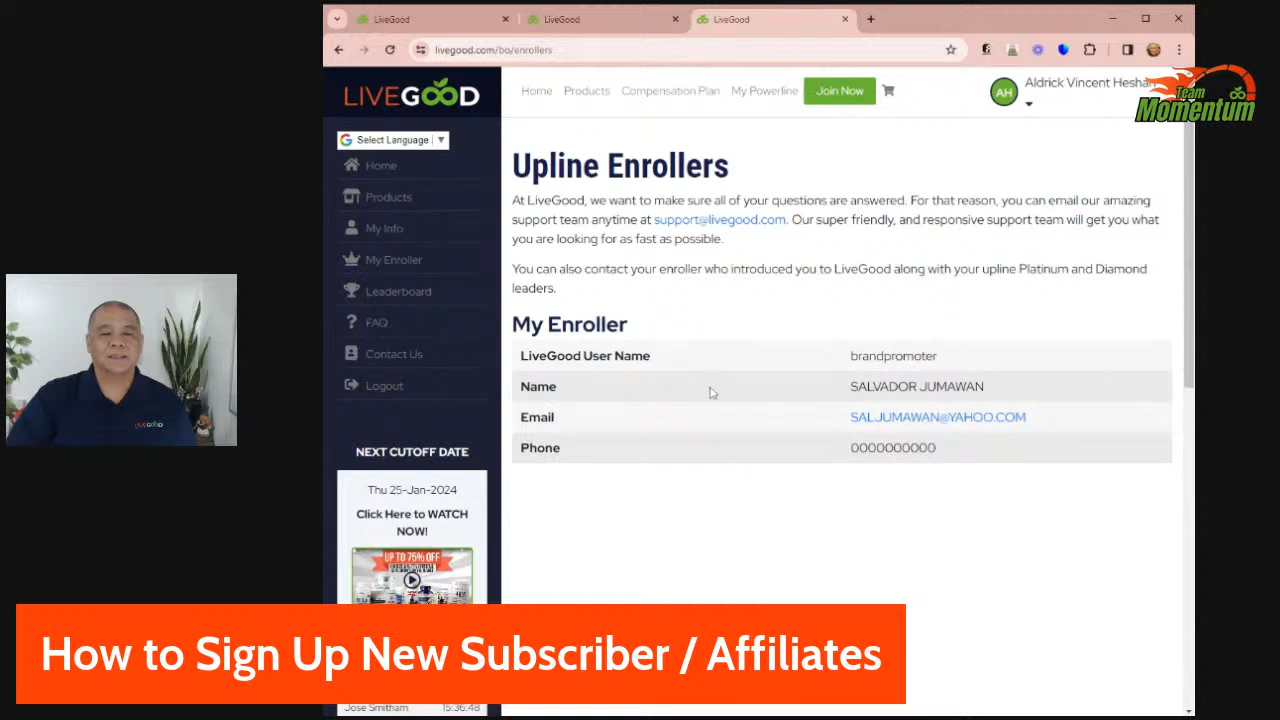 LiveGood
LiveGood
LiveGood
livegood.com/bo/enrollers
LIVEGOOD
Home Products Compensation Plan My Powerline Join Now
AH
Aldrick Vincent
Team
Momentum
Select Language
Home
Products
My Info
My Enroller
Leaderboard
FAQ
Contact Us
Logout
NEXT CUTOFF DATE
Thu 25-Jan-2024
Click Here to WATCH
NOW!
UP TO 75% OFF
Upline Enrollers
At LiveGood, we want to make sure all of your questions are answered. For that reason, you can email our amazing
support team anytime at support@livegood.com. Our super friendly, and responsive support team will get you what
you are looking for as fast as possible.
You can also contact your enroller who introduced you to LiveGood along with your upline Platinum and Diamond
leaders.
My Enroller
LiveGood User Name brandpromoter
Name SALVADOR JUMAWAN
Email SALJUMAWAN@YAHOO.COM
Phone 0000000000
LIVEGOOD
How to Sign Up New Subscriber / Affiliates
Jose Smitham 15:36:48